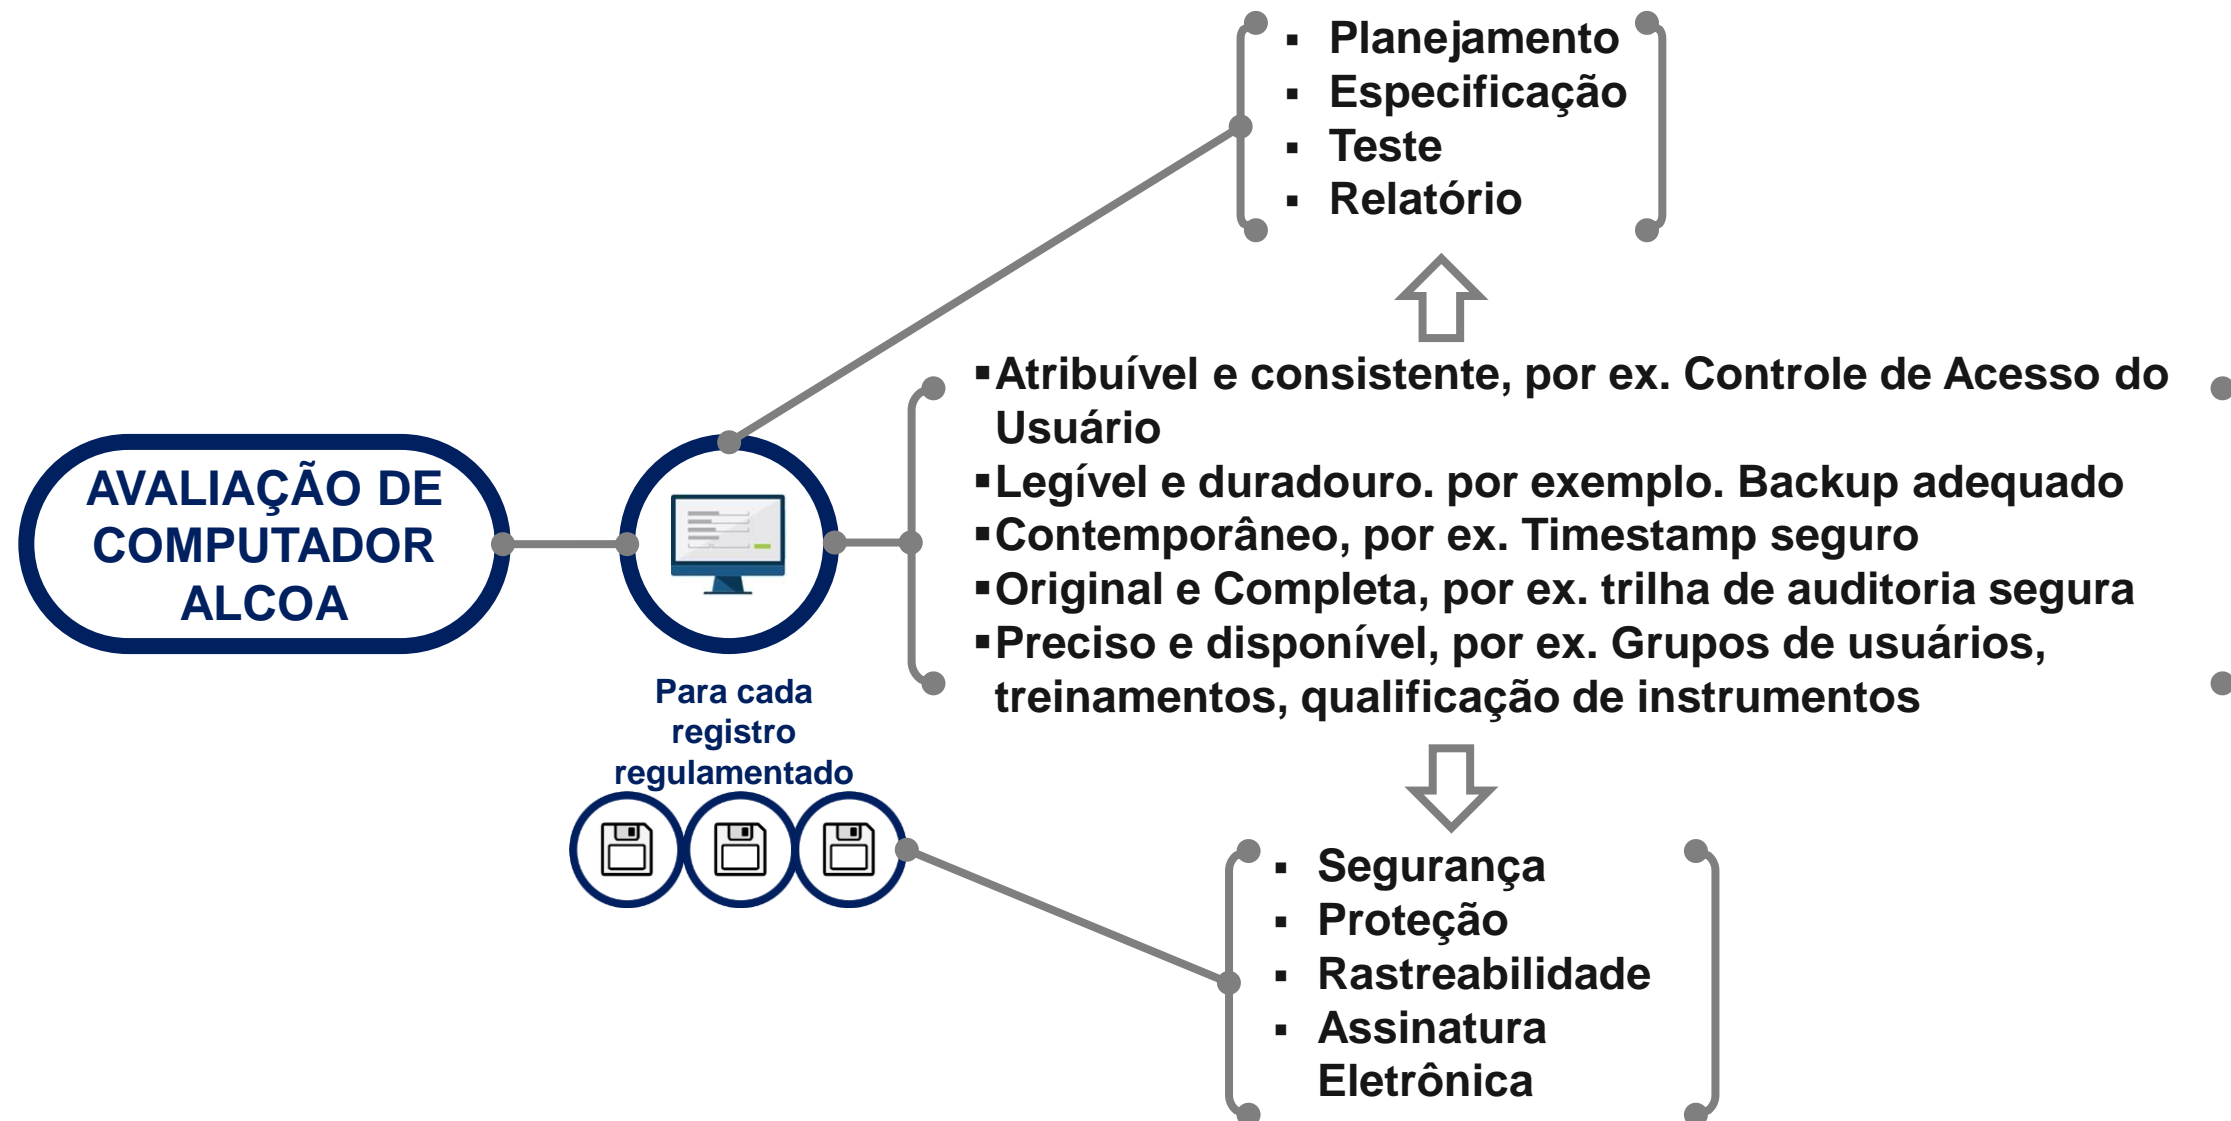 ▪ Planejamento
▪ Especificação
▪ Teste
▪ Relatório
AVALIAÇÃO DE
COMPUTADOR
ALCOA
▪Atribuível e consistente, por ex. Controle de Acesso do
Usuário
▪Legível e duradouro. por exemplo. Backup adequado
▪Contemporâneo, por ex. Timestamp seguro
▪Original e Completa, por ex. trilha de auditoria segura
▪Preciso e disponível, por ex. Grupos de usuários,
treinamentos, qualificação de instrumentos
Para cada
registro
regulamentado
▪ Segurança
▪ Proteção
▪ Rastreabilidade
▪ Assinatura
Eletrônica